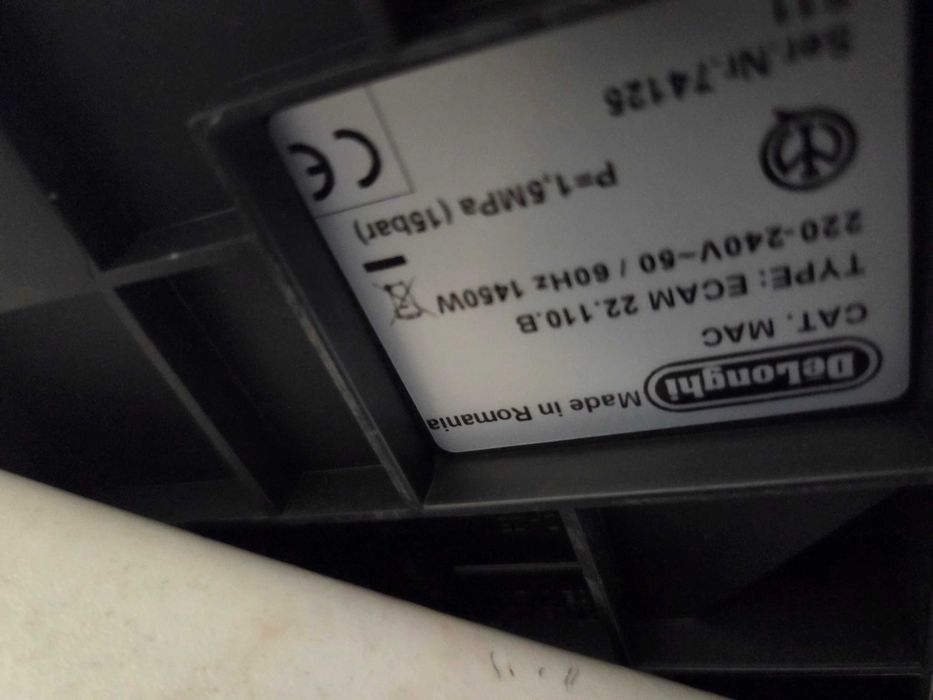 DeLonghi Made in Romania
CAT. MAC
TYPE: ECAM 22.110.B
220-240V~50 / 60Hz 1450W
P=1,5MPa (15bar)
CE
Ser.Nr.74125